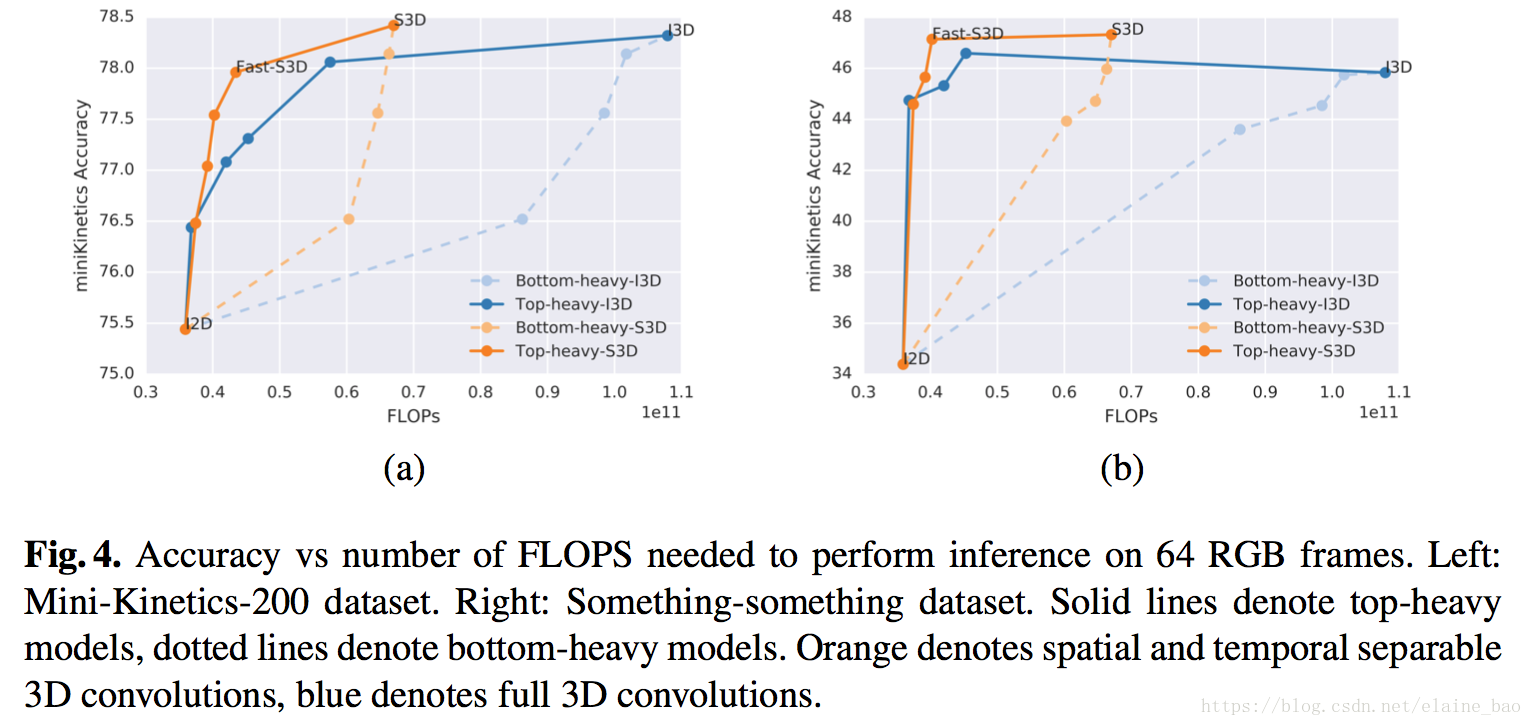 78.5
78.0
77.5
77.0
76.5
76.0
75.5
75.0
miniKinetics Accuracy
S3D
I3D
Fast-S3D
I2D
Bottom-heavy-I3D
Top-heavy-I3D
Bottom-heavy-S3D
Top-heavy-S3D
0.3 0.4 0.5 0.6 0.7 0.8 0.9 1.0 1.1
FLOPs
1e11
(a)
48
46
44
42
40
38
36
34
miniKinetics Accuracy
Fast-S3D
S3D
I3D
I2D
Bottom-heavy-I3D
Top-heavy-I3D
Bottom-heavy-S3D
Top-heavy-S3D
0.3 0.4 0.5 0.6 0.7 0.8 0.9 1.0 1.1
FLOPs
1e11
(b)
Fig. 4. Accuracy vs number of FLOPS needed to perform inference on 64 RGB frames. Left:
Mini-Kinetics-200 dataset. Right: Something-something dataset. Solid lines denote top-heavy
models, dotted lines denote bottom-heavy models. Orange denotes spatial and temporal separable
3D convolutions, blue denotes full 3D convolutions.
https://blog.csdn.net/elaine_bao